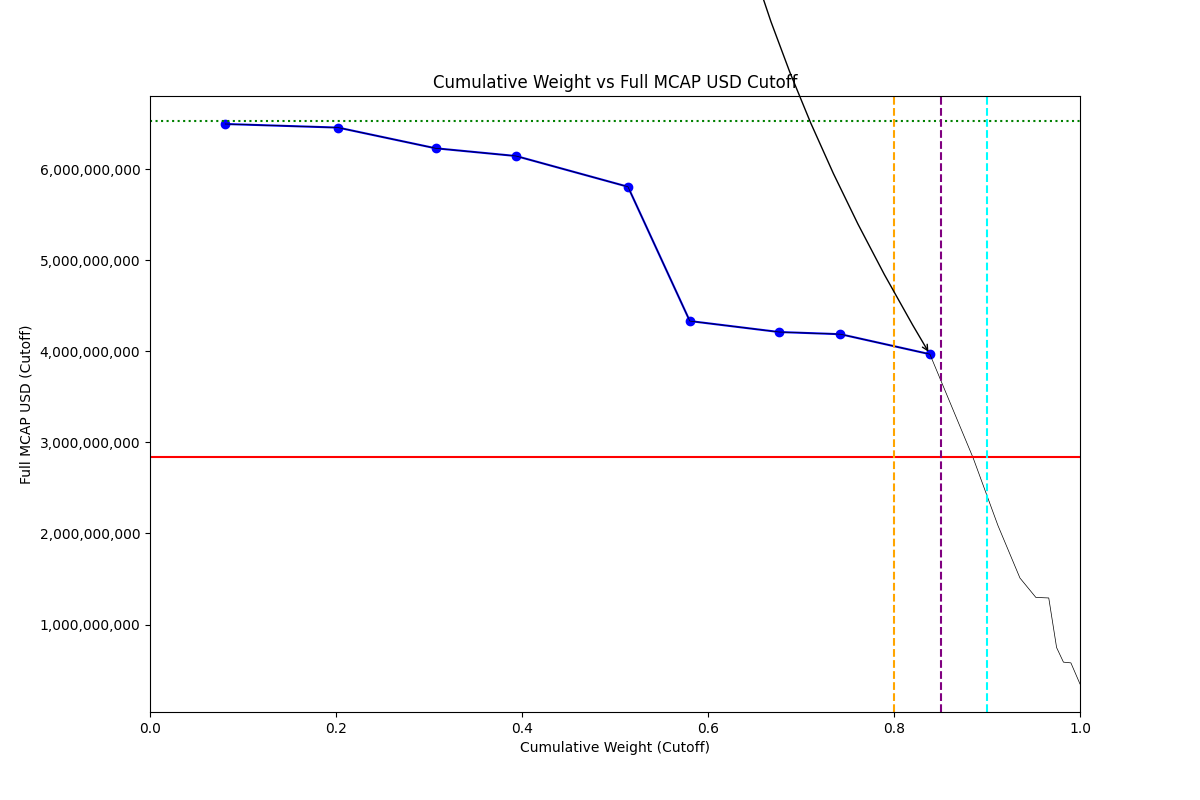 Cumulative Weight vs Full MCAP USD Cutoff
6,000,000,000
5,000,000,000
4,000,000,000
3,000,000,000
2,000,000,000
1,000,000,000
Full MCAP USD (Cutoff)
0.0 0.2 0.4 0.6 0.8 1.0
Cumulative Weight (Cutoff)